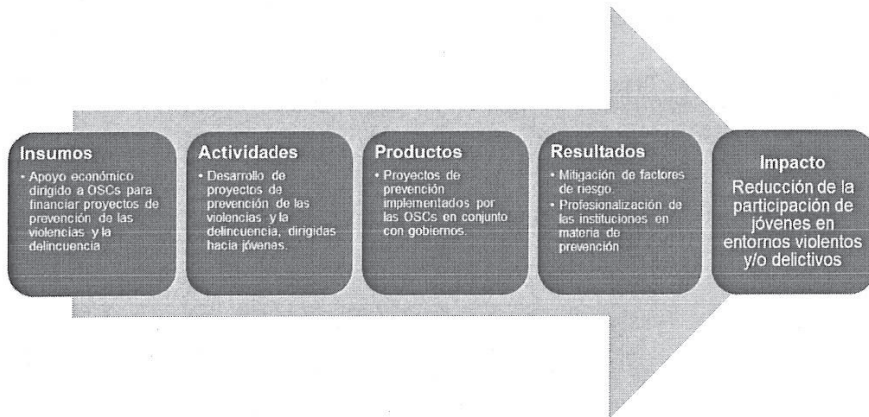 Insumos
• Apoyo económico
dirigido a OSCs para
financiar proyectos de
prevención de las
violencias y la
delincuencia
Actividades
• Desarrollo de
proyectos de
prevención de las
violencias y la
delincuencia, dirigidas
hacia jóvenes.
Productos
• Proyectos de
prevención
implementados por
las OSCs en conjunto
con gobiernos.
Resultados
• Mitigación de factores
de riesgo.
• Profesionalización de
las instituciones en
materia de
prevención
Impacto
Reducción de la
participación de
jóvenes en
entornos violentos
y/o delictivos